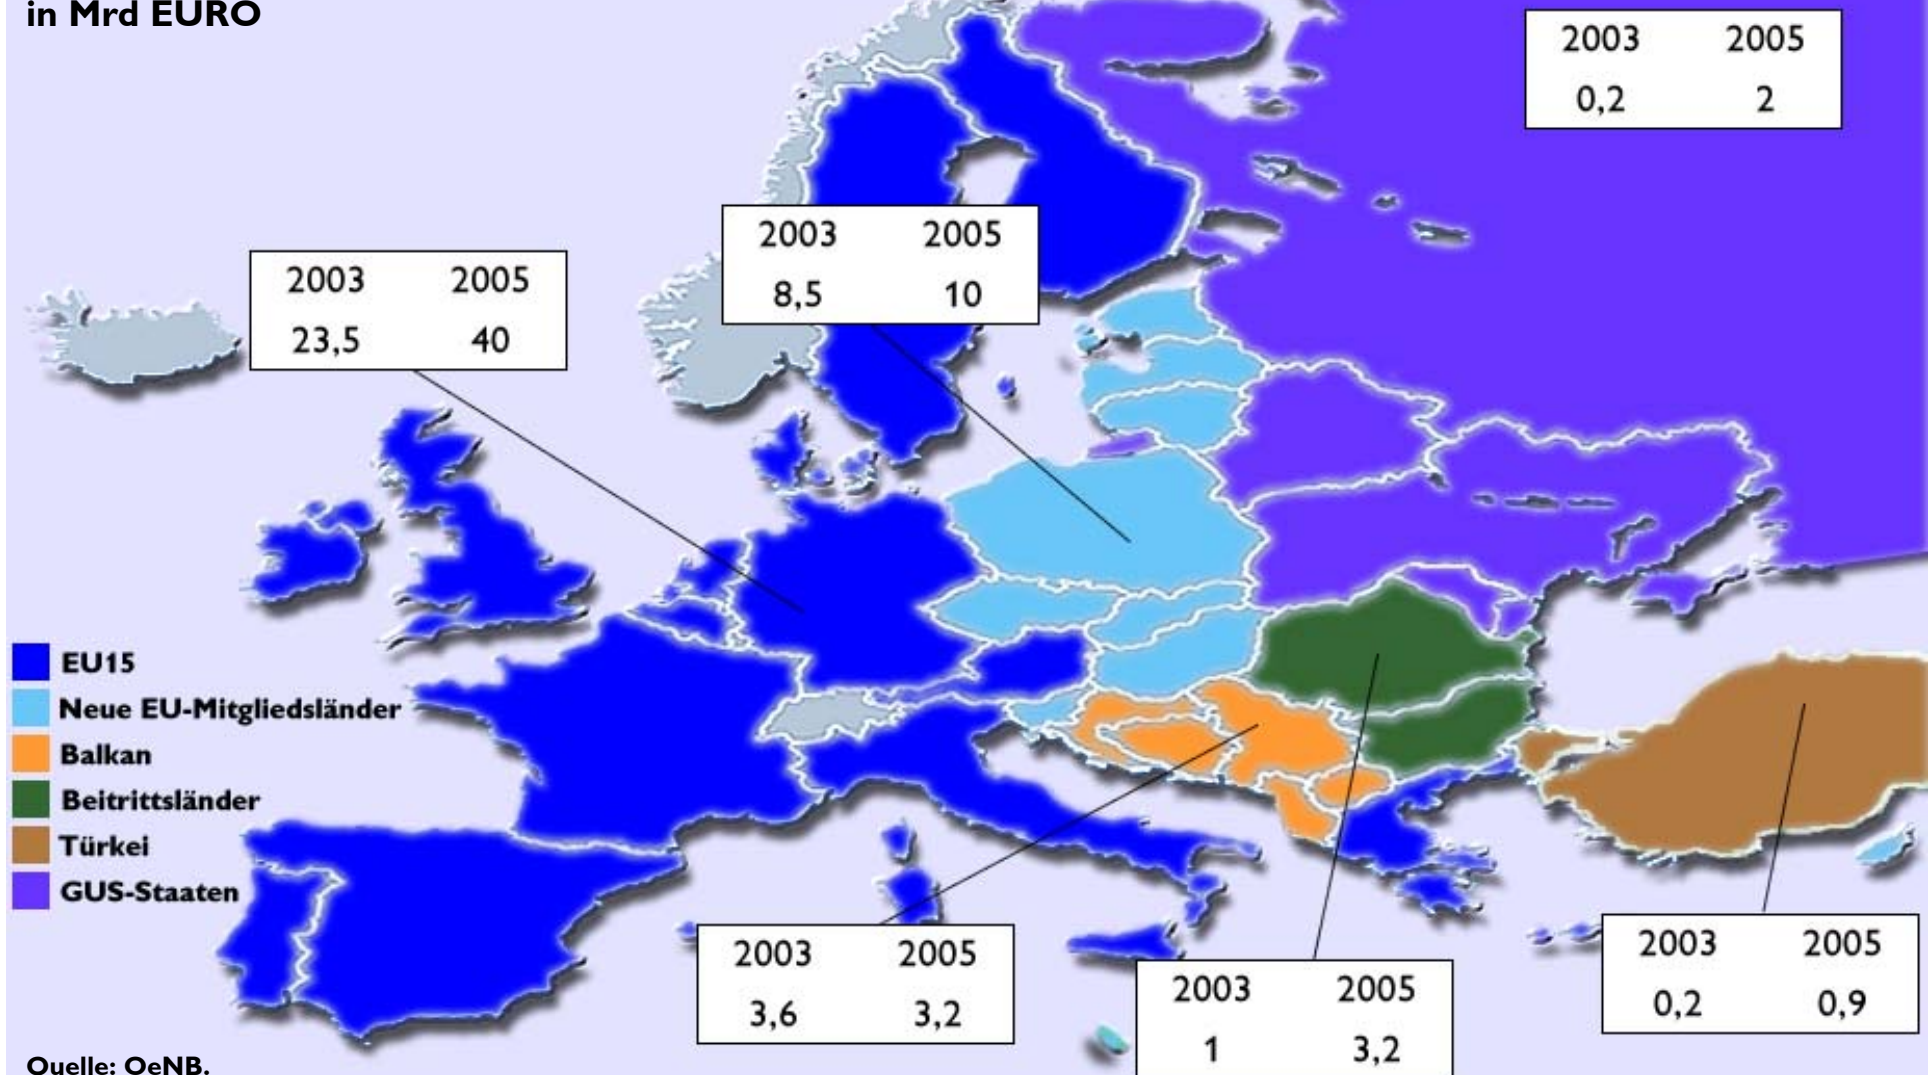 in Mrd EURO
2003 2005
0,2 2
2003 2005
8,5 10
2003 2005
23,5 40
EU15
Neue EU-Mitgliedsländer
Balkan
Beitrittsländer
Türkei
GUS-Staaten
2003 2005
3,6 3,2
2003 2005
1 3,2
2003 2005
0,2 0,9
Quelle: OeNB.